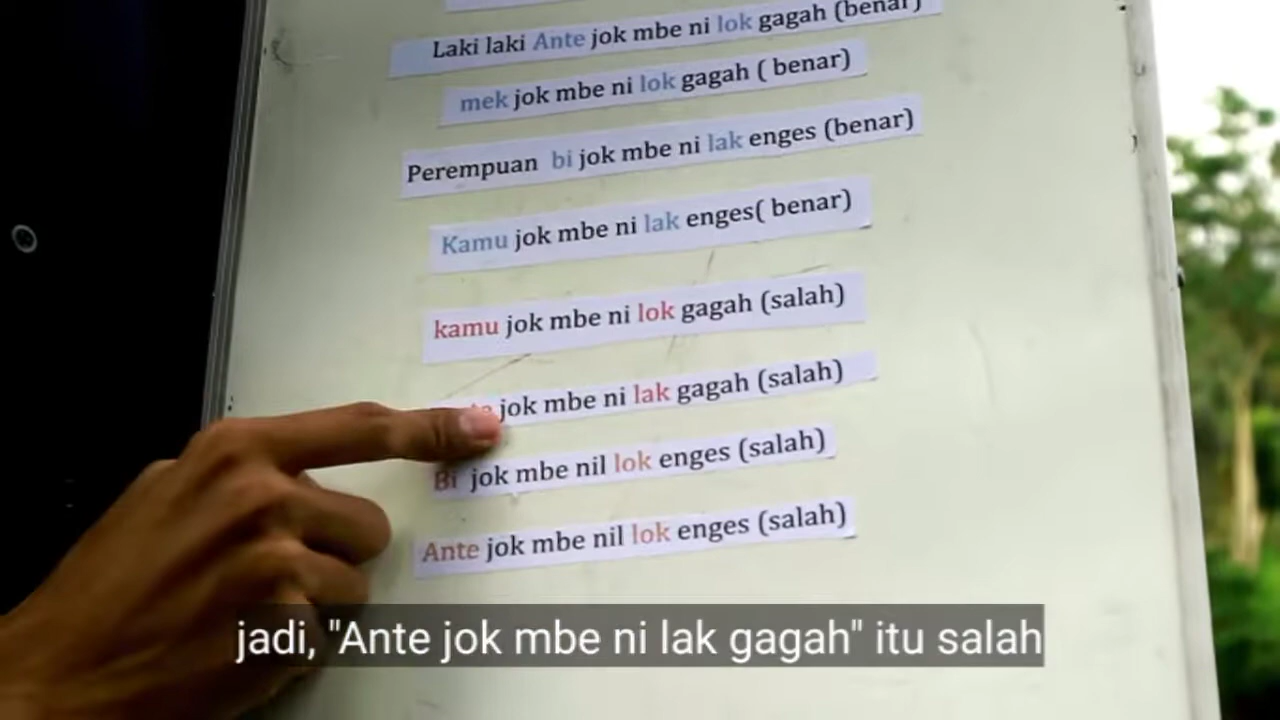 Laki laki Ante jok mbe ni lok gagah (benar)
mek jok mbe ni lok gagah ( benar)
Perempuan bi jok mbe ni lak enges (benar)
Kamu jok mbe ni lak enges( benar)
kamu jok mbe ni lok gagah (salah)
jok mbe ni lak gagah (salah)
Bi jok mbe nil lok enges (salah)
Ante jok mbe nil lok enges (salah)
jadi, "Ante jok mbe ni lak gagah" itu salah